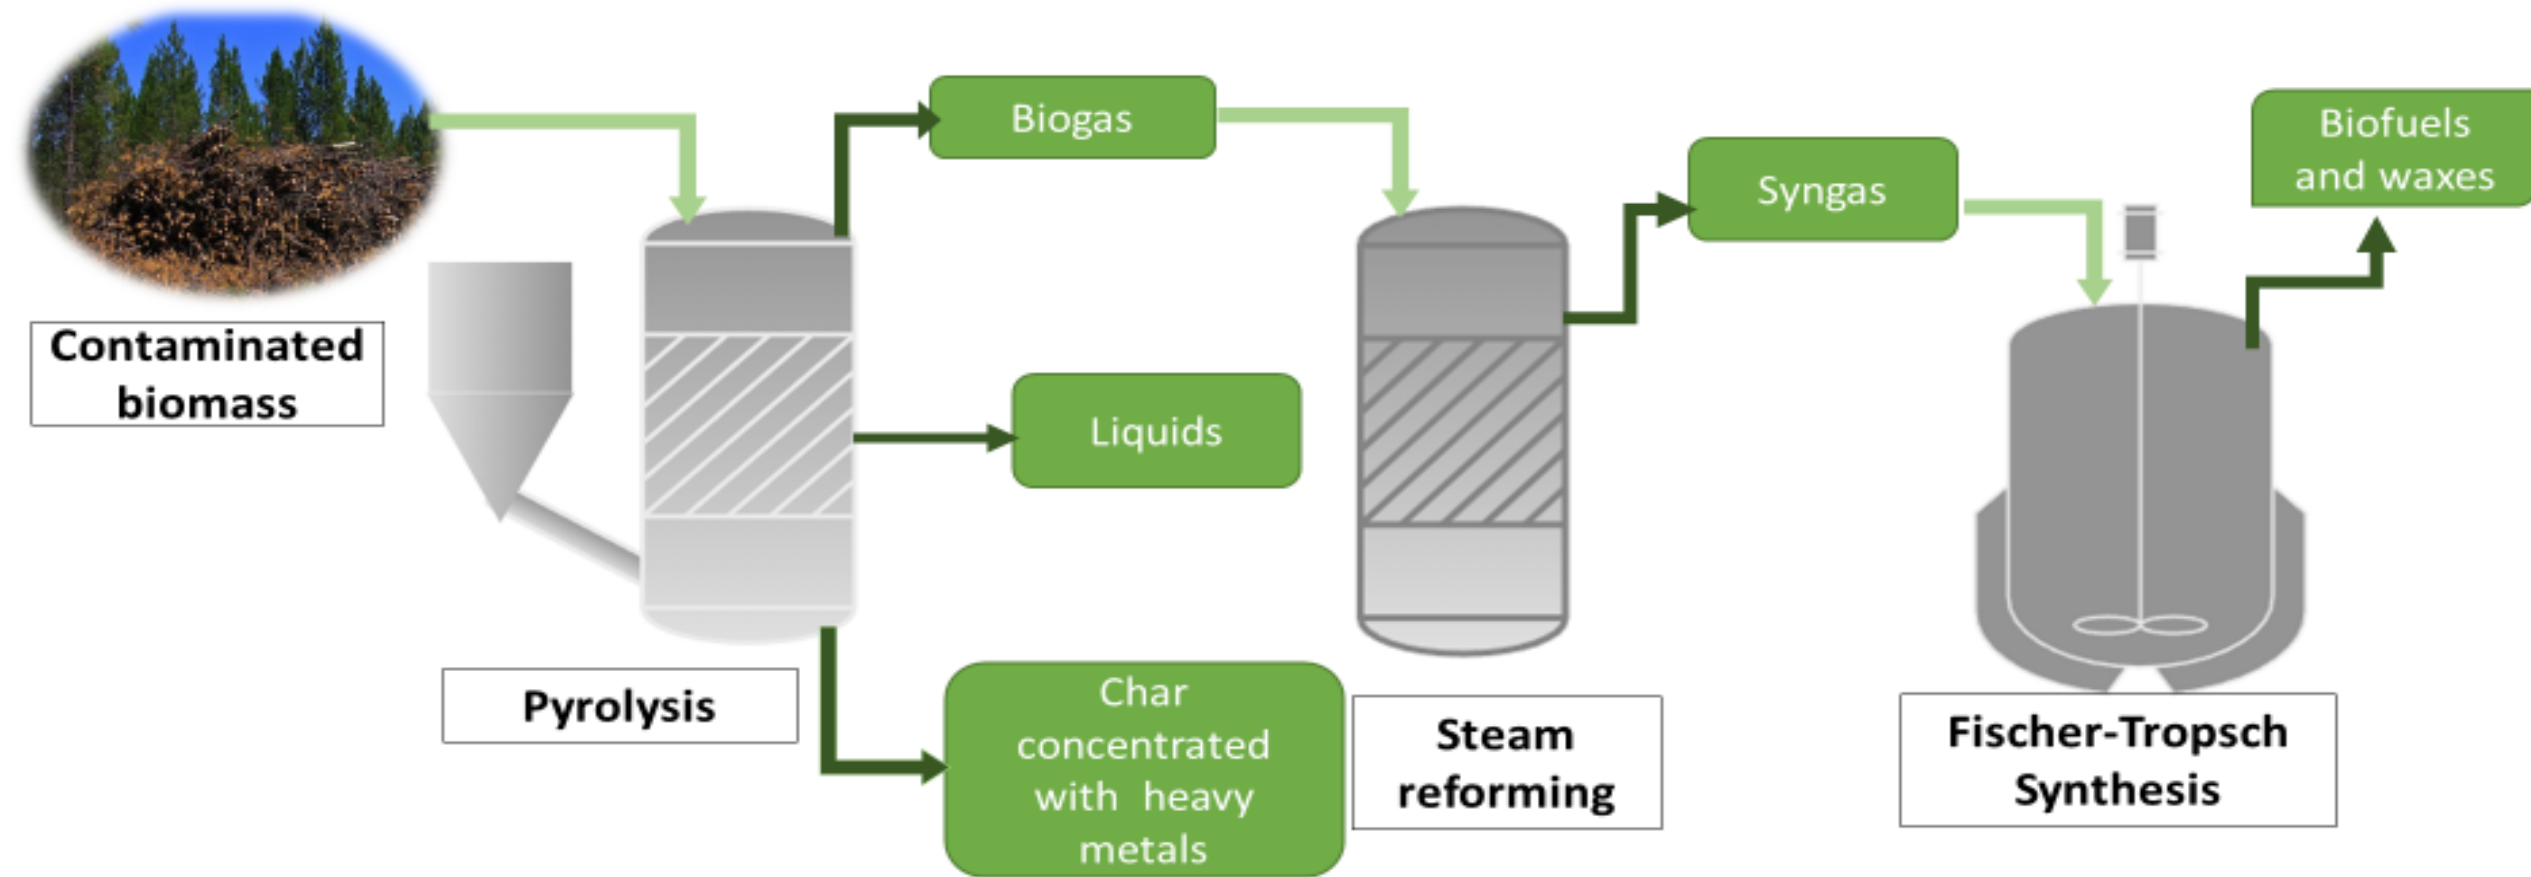 Contaminated
biomass
Pyrolysis
Biogas
Liquids
Char
concentrated
with heavy
metals
Steam
reforming
Syngas
Fischer-Tropsch
Synthesis
Biofuels
and waxes